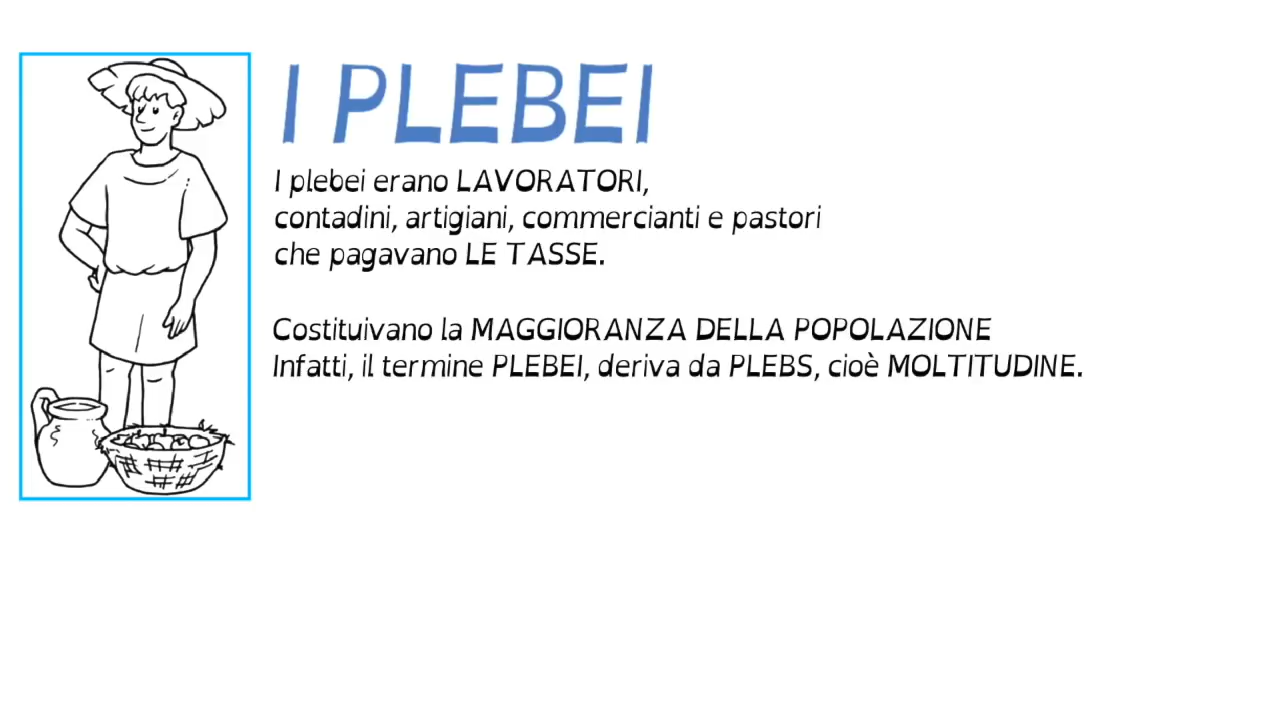 I PLEBEI
I plebei erano LAVORATORI,
contadini, artigiani, commercianti e pastori
che pagavano LE TASSE.
Costituivano la MAGGIORANZA DELLA POPOLAZIONE
Infatti, il termine PLEBEI, deriva da PLEBS, cioè MOLTITUDINE.